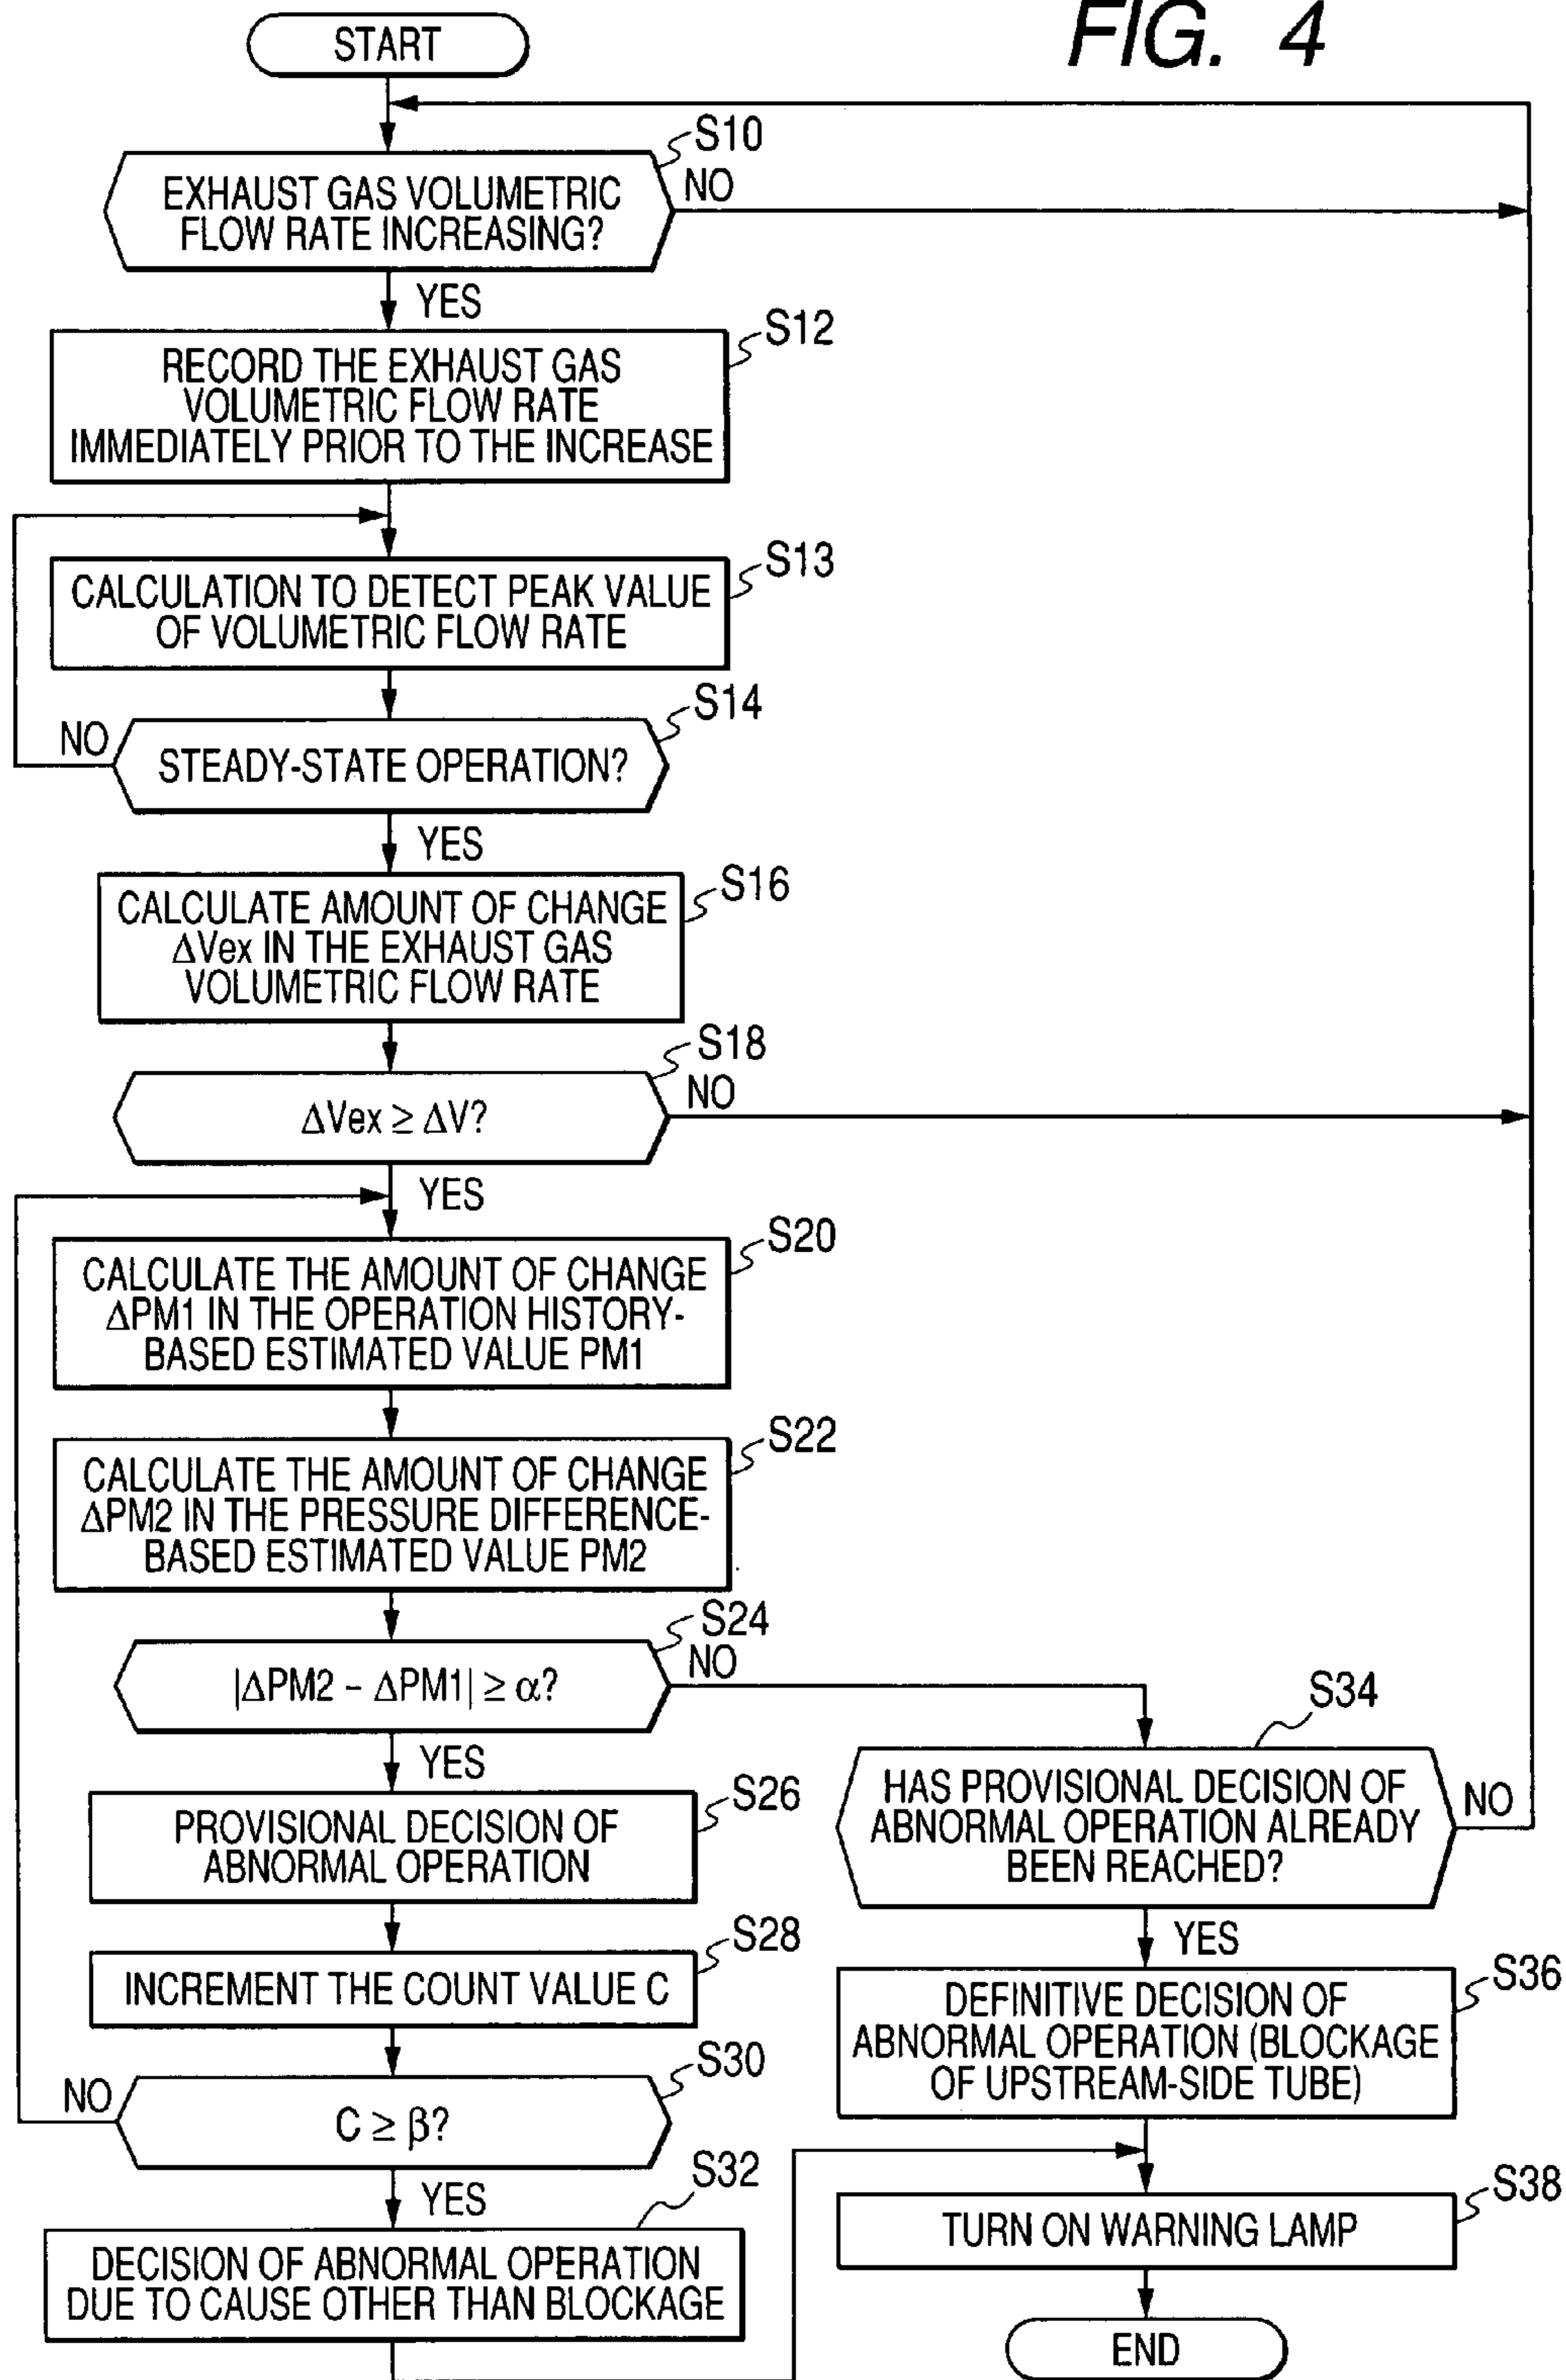 FIG. 4
START
S10
EXHAUST GAS VOLUMETRIC
FLOW RATE INCREASING?
NO
YES
S12
RECORD THE EXHAUST GAS
VOLUMETRIC FLOW RATE
IMMEDIATELY PRIOR TO THE INCREASE
S13
CALCULATION TO DETECT PEAK VALUE
OF VOLUMETRIC FLOW RATE
S14
NO
STEADY-STATE OPERATION?
YES
S16
CALCULATE AMOUNT OF CHANGE
ΔVex IN THE EXHAUST GAS
VOLUMETRIC FLOW RATE
S18
ΔVex ≥ ΔV?
NO
YES
S20
CALCULATE THE AMOUNT OF CHANGE
ΔPM1 IN THE OPERATION HISTORY-
BASED ESTIMATED VALUE PM1
S22
CALCULATE THE AMOUNT OF CHANGE
ΔPM2 IN THE PRESSURE DIFFERENCE-
BASED ESTIMATED VALUE PM2
S24
|ΔPM2 - ΔPM1| ≥ α?
NO
YES
S26
PROVISIONAL DECISION OF
ABNORMAL OPERATION
S28
INCREMENT THE COUNT VALUE C
S30
NO
C ≥ β?
YES
S32
DECISION OF ABNORMAL OPERATION
DUE TO CAUSE OTHER THAN BLOCKAGE
S34
HAS PROVISIONAL DECISION OF
ABNORMAL OPERATION ALREADY
BEEN REACHED?
NO
YES
S36
DEFINITIVE DECISION OF
ABNORMAL OPERATION (BLOCKAGE
OF UPSTREAM-SIDE TUBE)
S38
TURN ON WARNING LAMP
END